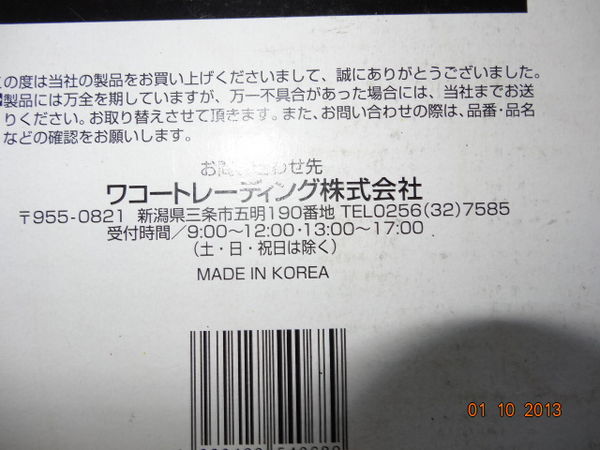 の度は当社の製品をお買い上げくださいまして、誠にありがとうございました。
製品には万全を期していますが、万一不具合があった場合には、当社までお送
りください。お取り替えさせて頂きます。また、お問い合わせの際は、品番・品名
などの確認をお願いします。
お問い合わせ先
ワコートレーディング株式会社
〒955-0821 新潟県三条市五明190番地 TEL0256(32)7585
受付時間/9:00~12:00・13:00~17:00
(土・日・祝日は除く)
MADE IN KOREA
01 10 2013